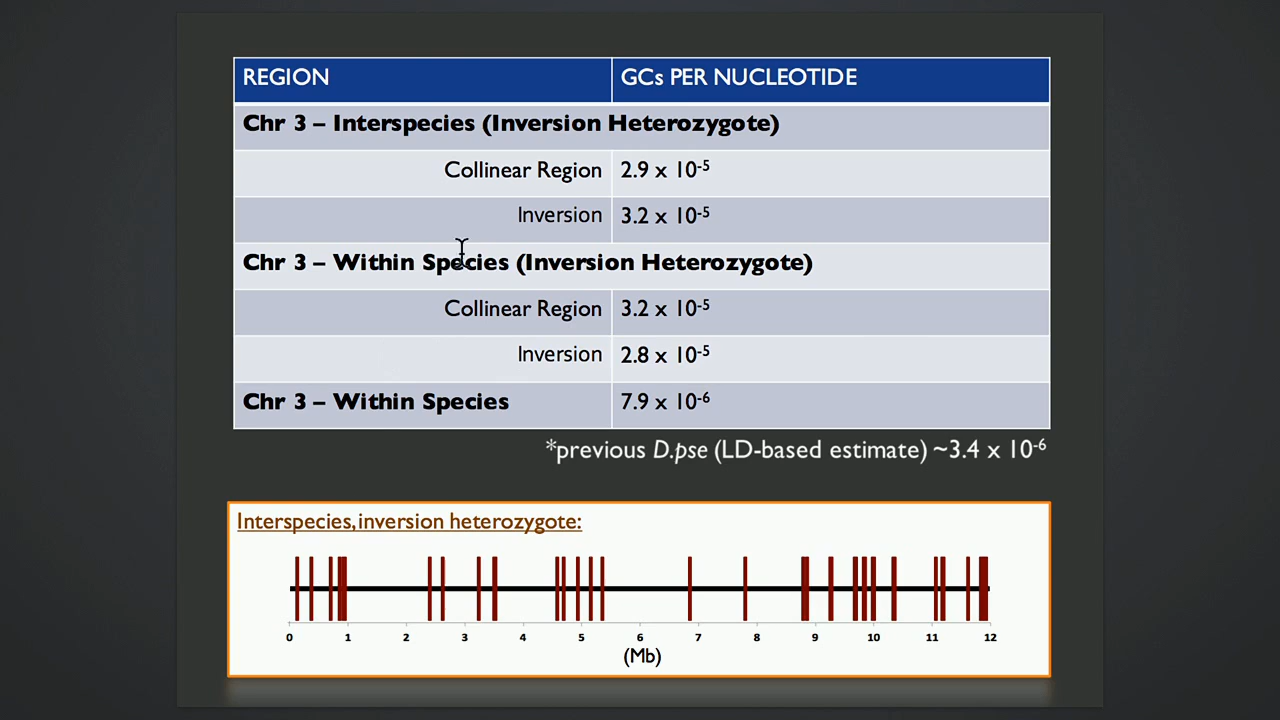 REGION GCs PER NUCLEOTIDE
Chr 3 – Interspecies (Inversion Heterozygote)
Collinear Region 2.9 x 10⁻⁵
Inversion 3.2 x 10⁻⁵
Chr 3 – Within Species (Inversion Heterozygote)
Collinear Region 3.2 x 10⁻⁵
Inversion 2.8 x 10⁻⁵
Chr 3 – Within Species 7.9 x 10⁻⁶
*previous D.pse (LD-based estimate) ~3.4 x 10⁻⁶
Interspecies, inversion heterozygote:
0 1 2 3 4 5 6 7 8 9 10 11 12
(Mb)